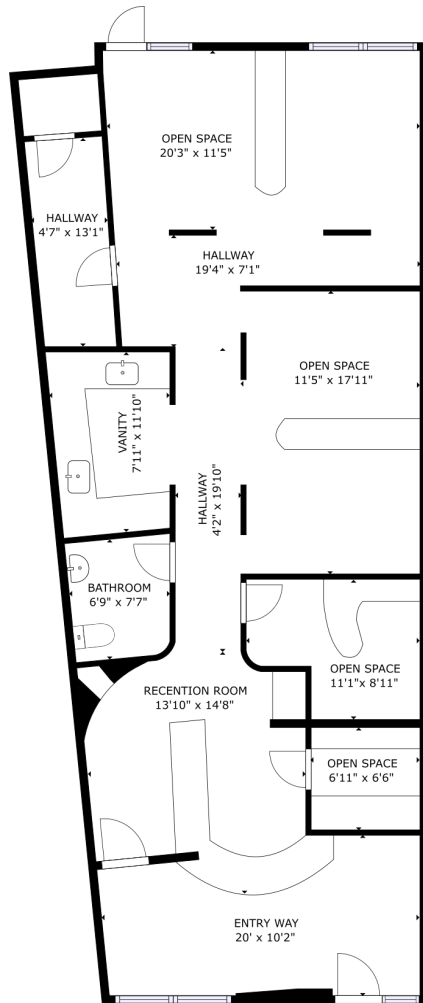 OPEN SPACE
20'3" x 11'5"
HALLWAY
4'7" x 13'1"
HALLWAY
19'4" x 7'1"
OPEN SPACE
11'5" x 17'11"
VANITY
7'11" x 11'10"
HALLWAY
4'2" x 19'10"
BATHROOM
6'9" x 7'7"
OPEN SPACE
11'1"x 8'11"
RECENTION ROOM
13'10" x 14'8"
OPEN SPACE
6'11" x 6'6"
ENTRY WAY
20' x 10'2"